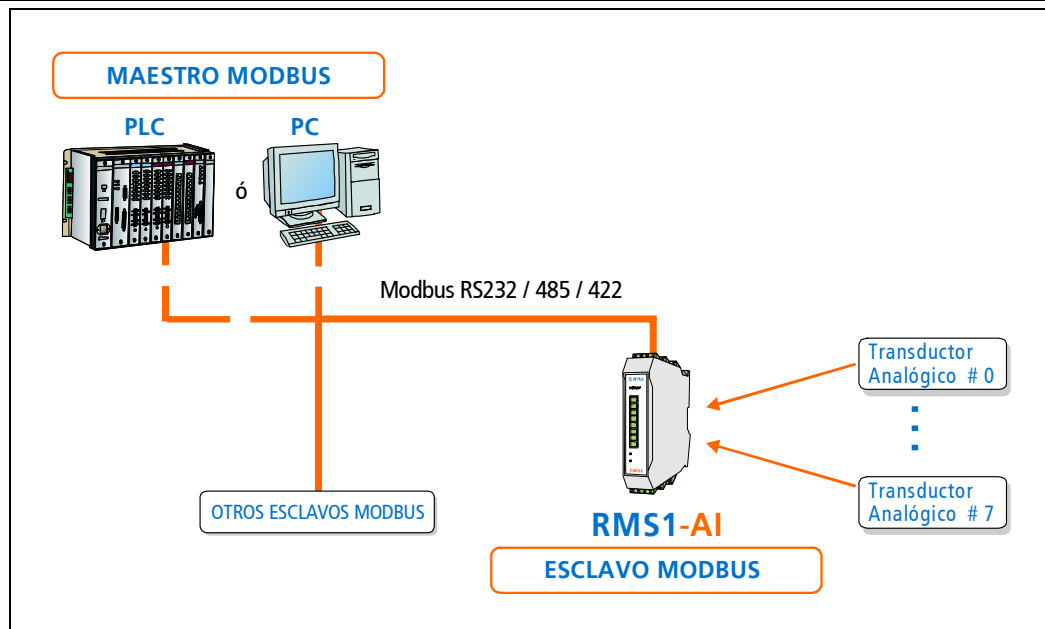 MAESTRO MODBUS
PLC
PC
ó
Modbus RS232 / 485 / 422
Transductor
Analógico # 0
Transductor
Analógico # 7
OTROS ESCLAVOS MODBUS
RMS1-AI
ESCLAVO MODBUS